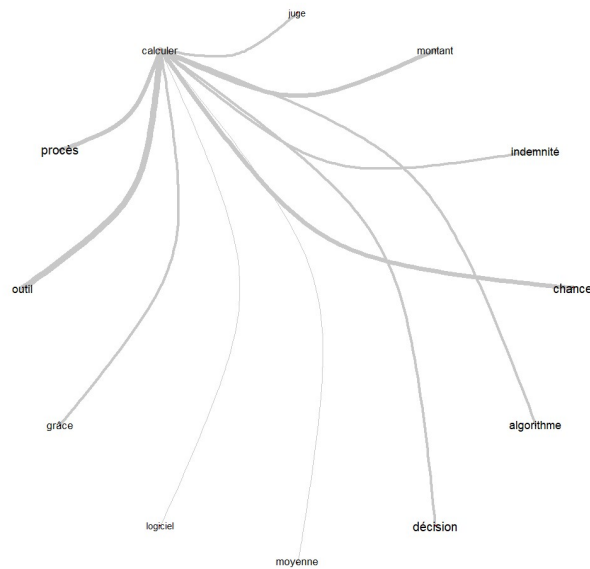 juge
calculer
montant
procès
indemnité
outil
chance
grâce
algorithme
logiciel
décision
moyenne